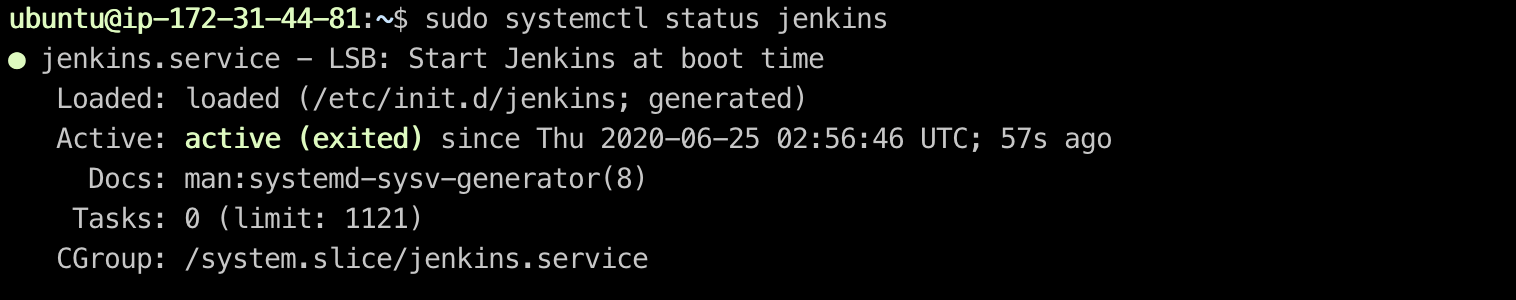 ubuntu@ip-172-31-44-81:~$ sudo systemctl status jenkins
● jenkins.service - LSB: Start Jenkins at boot time
   Loaded: loaded (/etc/init.d/jenkins; generated)
   Active: active (exited) since Thu 2020-06-25 02:56:46 UTC; 57s ago
     Docs: man:systemd-sysv-generator(8)
    Tasks: 0 (limit: 1121)
   CGroup: /system.slice/jenkins.service